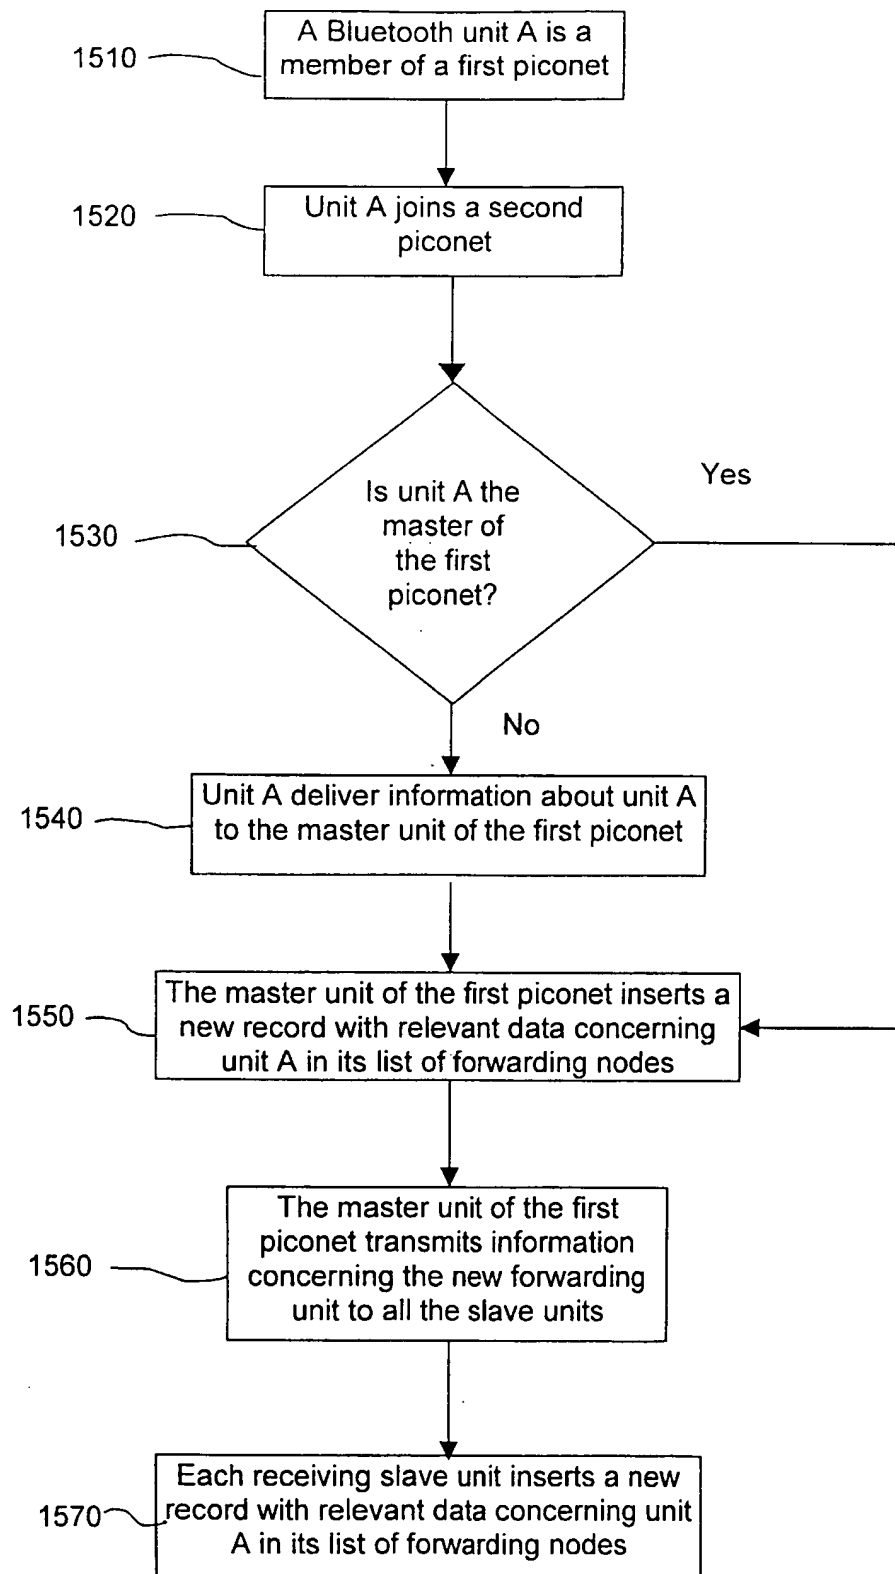 1510
A Bluetooth unit A is a
member of a first piconet
1520
Unit A joins a second
piconet
Yes
1530
Is unit A the
master of
the first
piconet?
No
1540
Unit A deliver information about unit A
to the master unit of the first piconet
1550
The master unit of the first piconet inserts a
new record with relevant data concerning
unit A in its list of forwarding nodes
1560
The master unit of the first
piconet transmits information
concerning the new forwarding
unit to all the slave units
1570
Each receiving slave unit inserts a new
record with relevant data concerning unit
A in its list of forwarding nodes